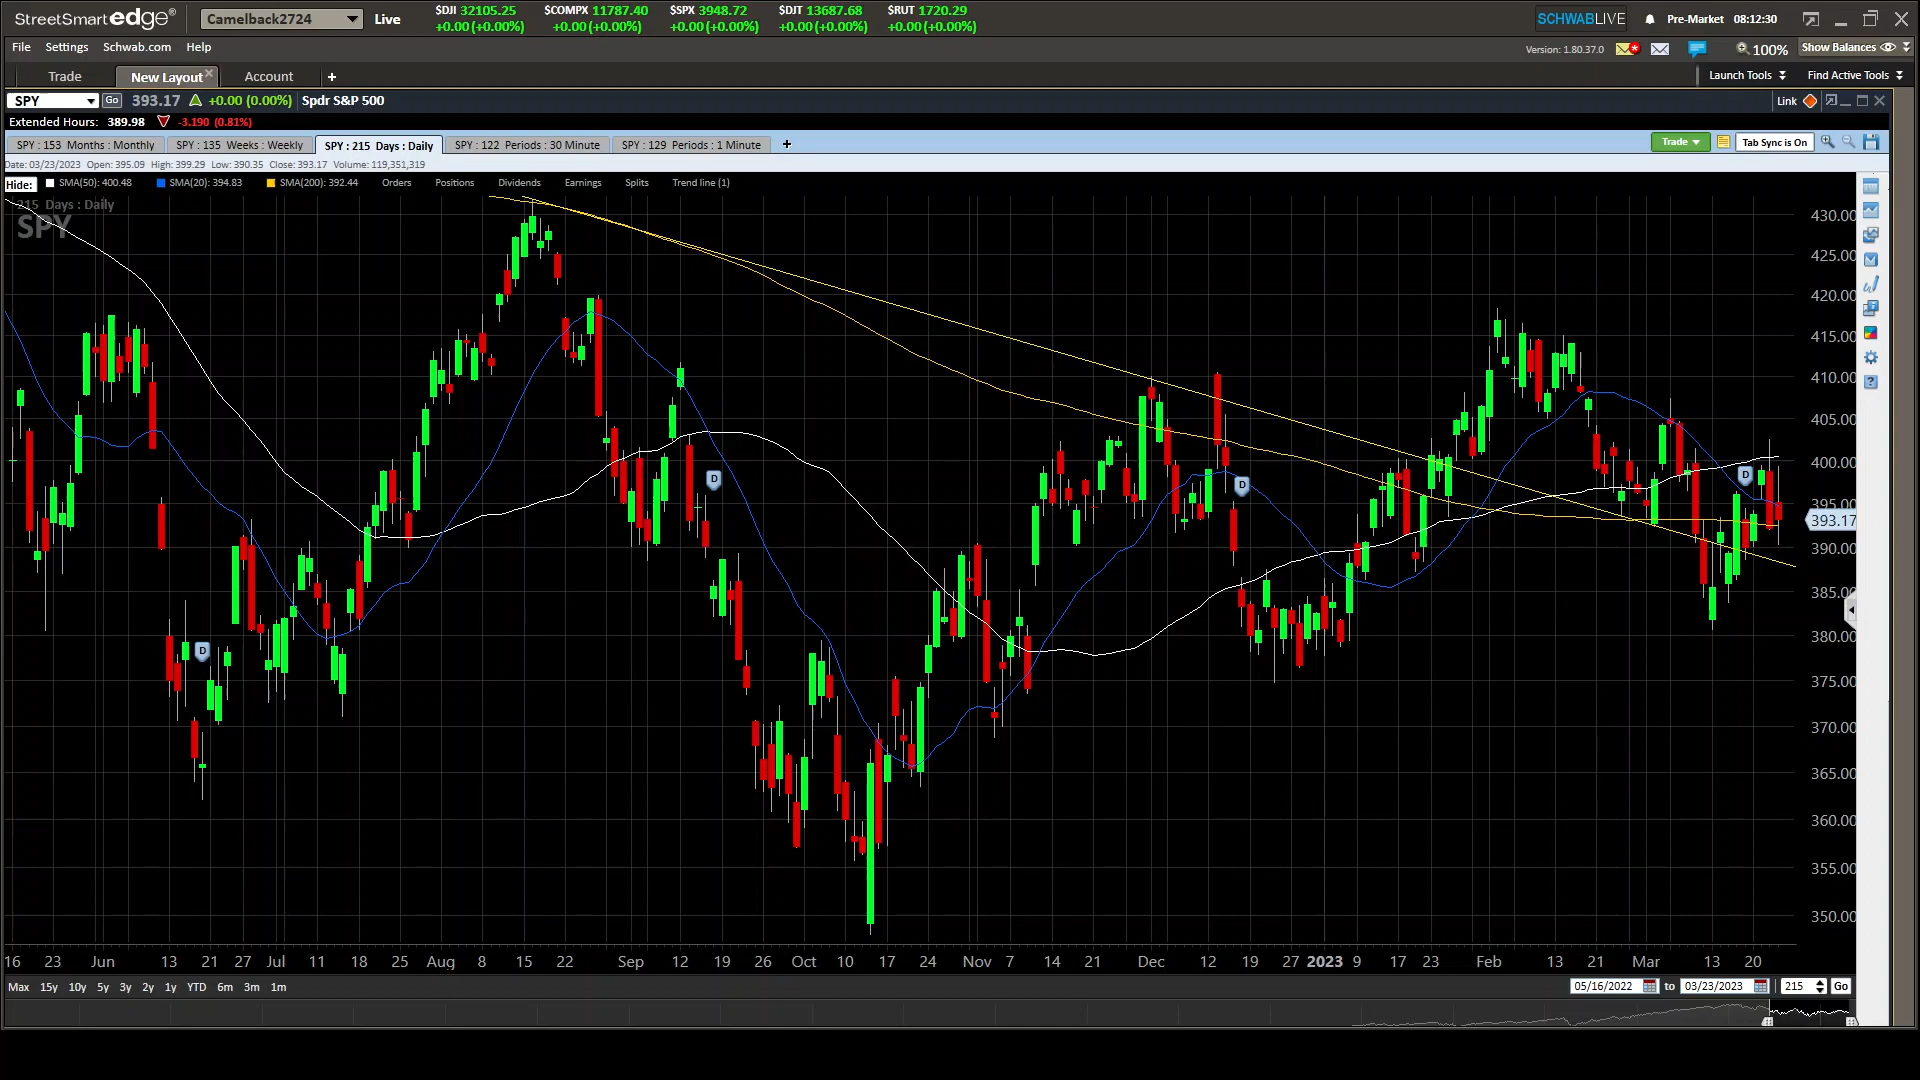 StreetSmart edge® Camelback2724 Live $DJI 32105.25 $COMPX 11787.40 $SPX 3948.72 $DJT 13687.68 $RUT 1720.29 SCHWABLIVE Pre-Market 08:12:30
+0.00 (+0.00%) +0.00 (+0.00%) +0.00 (+0.00%) +0.00 (+0.00%) +0.00 (+0.00%)
File Settings Schwab.com Help Version: 1.80.37.0 100% Show Balances
Trade New Layout Account + Launch Tools Find Active Tools
SPY Go 393.17 +0.00 (0.00%) Spdr S&P 500 Link
Extended Hours: 389.98 -3.190 (0.81%)
SPY : 153 Months : Monthly SPY : 135 Weeks : Weekly SPY : 215 Days : Daily SPY : 122 Periods : 30 Minute SPY : 129 Periods : 1 Minute + Trade Tab Sync is On
Date: 03/23/2023 Open: 395.09 High: 399.29 Low: 390.35 Close: 393.17 Volume: 119,351,319
Hide: SMA(50): 400.48 SMA(20): 394.83 SMA(200): 392.44 Orders Positions Dividends Earnings Splits Trend line (1)
215 Days : Daily
SPY
430.00
425.00
420.00
415.00
410.00
405.00
400.00
395.00
393.17
390.00
385.00
380.00
375.00
370.00
365.00
360.00
355.00
350.00
D
D
D
D
?
16 23 Jun 13 21 27 Jul 11 18 25 Aug 8 15 22 Sep 12 19 26 Oct 10 17 24 Nov 7 14 21 Dec 12 19 27 2023 9 17 23 Feb 13 21 Mar 13 20
Max 15y 10y 5y 3y 2y 1y YTD 6m 3m 1m 05/16/2022 to 03/23/2023 215 Go